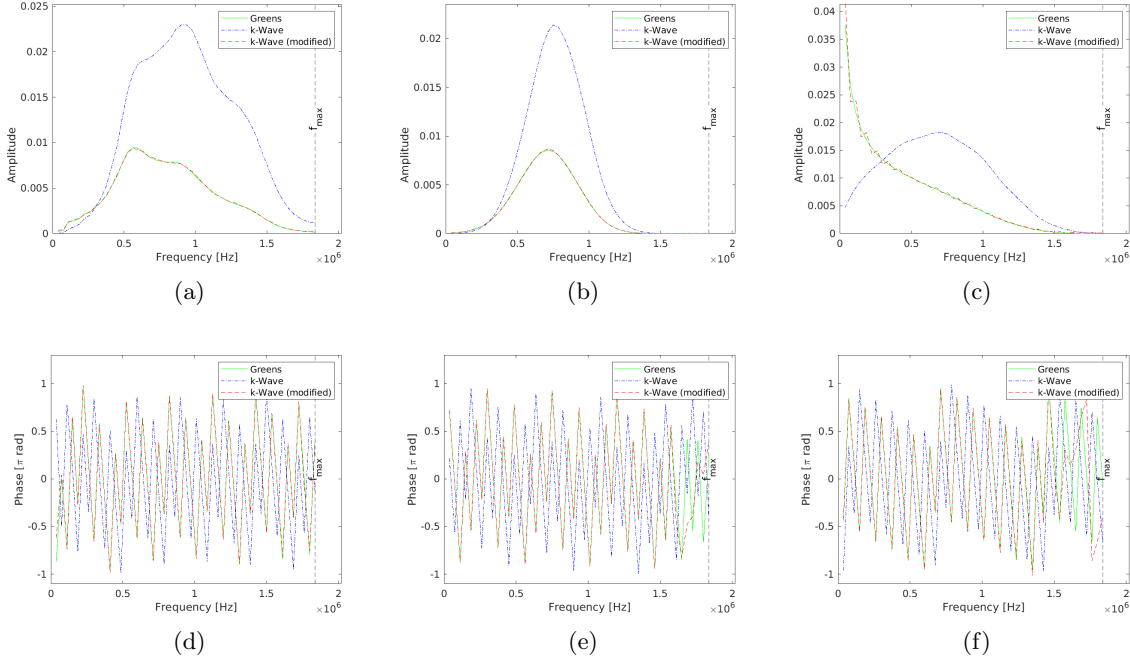 0.025
0.02
0.015
0.01
0.005
0
Amplitude
Greens
k-Wave
k-Wave (modified)
f_max
0 0.5 1 1.5 2
Frequency [Hz]
×10^6
(a)
0.02
0.015
0.01
0.005
0
Amplitude
Greens
k-Wave
k-Wave (modified)
f_max
0 0.5 1 1.5 2
Frequency [Hz]
×10^6
(b)
0.04
0.035
0.03
0.025
0.02
0.015
0.01
0.005
0
Amplitude
Greens
k-Wave
k-Wave (modified)
f_max
0 0.5 1 1.5 2
Frequency [Hz]
×10^6
(c)
1
0.5
0
-0.5
-1
Phase [π rad]
Greens
k-Wave
k-Wave (modified)
f_max
0 0.5 1 1.5 2
Frequency [Hz]
×10^6
(d)
1
0.5
0
-0.5
-1
Phase [π rad]
Greens
k-Wave
k-Wave (modified)
f_max
0 0.5 1 1.5 2
Frequency [Hz]
×10^6
(e)
1
0.5
0
-0.5
-1
Phase [π rad]
Greens
k-Wave
k-Wave (modified)
f_max
0 0.5 1 1.5 2
Frequency [Hz]
×10^6
(f)